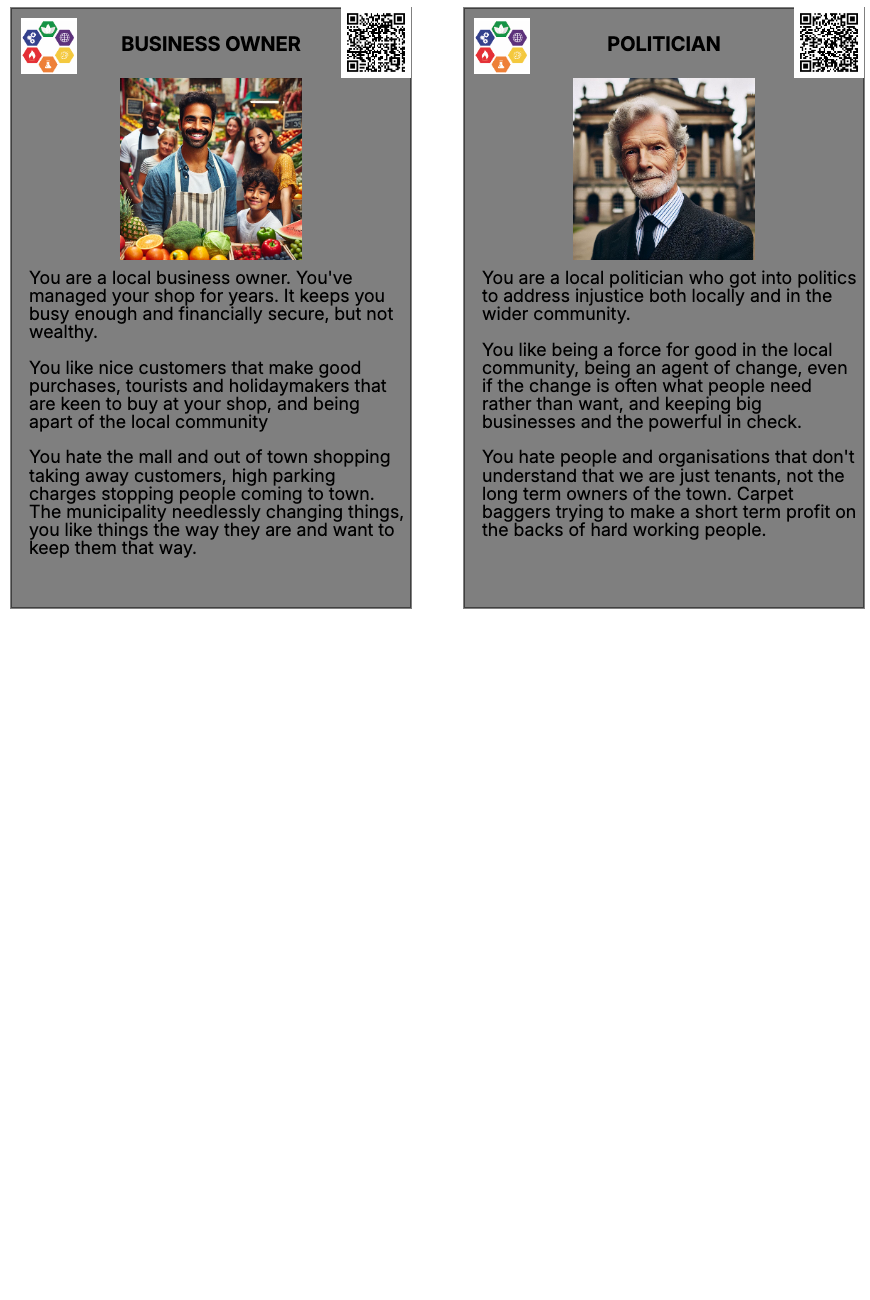 BUSINESS OWNER
You are a local business owner. You've
managed your shop for years. It keeps you
busy enough and financially secure, but not
wealthy.
You like nice customers that make good
purchases, tourists and holidaymakers that
are keen to buy at your shop, and being
apart of the local community
You hate the mall and out of town shopping
taking away customers, high parking
charges stopping people coming to town.
The municipality needlessly changing things,
you like things the way they are and want to
keep them that way.
POLITICIAN
You are a local politician who got into politics
to address injustice both locally and in the
wider community.
You like being a force for good in the local
community, being an agent of change, even
if the change is often what people need
rather than want, and keeping big
businesses and the powerful in check.
You hate people and organisations that don't
understand that we are just tenants, not the
long term owners of the town. Carpet
baggers trying to make a short term profit on
the backs of hard working people.